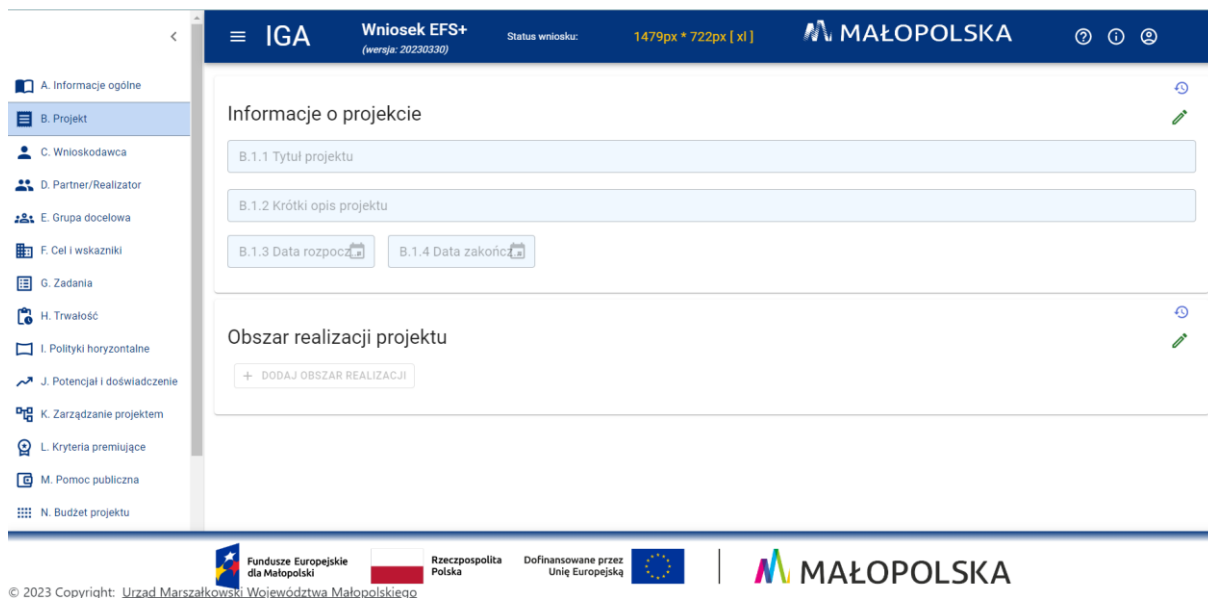 IGA
Wniosek EFS+
(wersja: 20230330)
Status wniosku:
1479px * 722px [ xl ]
MAŁOPOLSKA
A. Informacje ogólne
B. Projekt
C. Wnioskodawca
D. Partner/Realizator
E. Grupa docelowa
F. Cel i wskazniki
G. Zadania
H. Trwałość
I. Polityki horyzontalne
J. Potencjał i doświadczenie
K. Zarządzanie projektem
L. Kryteria premiujące
M. Pomoc publiczna
N. Budżet projektu
Informacje o projekcie
B.1.1 Tytuł projektu
B.1.2 Krótki opis projektu
B.1.3 Data rozpocz
B.1.4 Data zakończ
Obszar realizacji projektu
+ DODAJ OBSZAR REALIZACJI
Fundusze Europejskie
dla Małopolski
Rzeczpospolita
Polska
Dofinansowane przez
Unię Europejską
MAŁOPOLSKA
© 2023 Copyright: Urząd Marszałkowski Województwa Małopolskiego